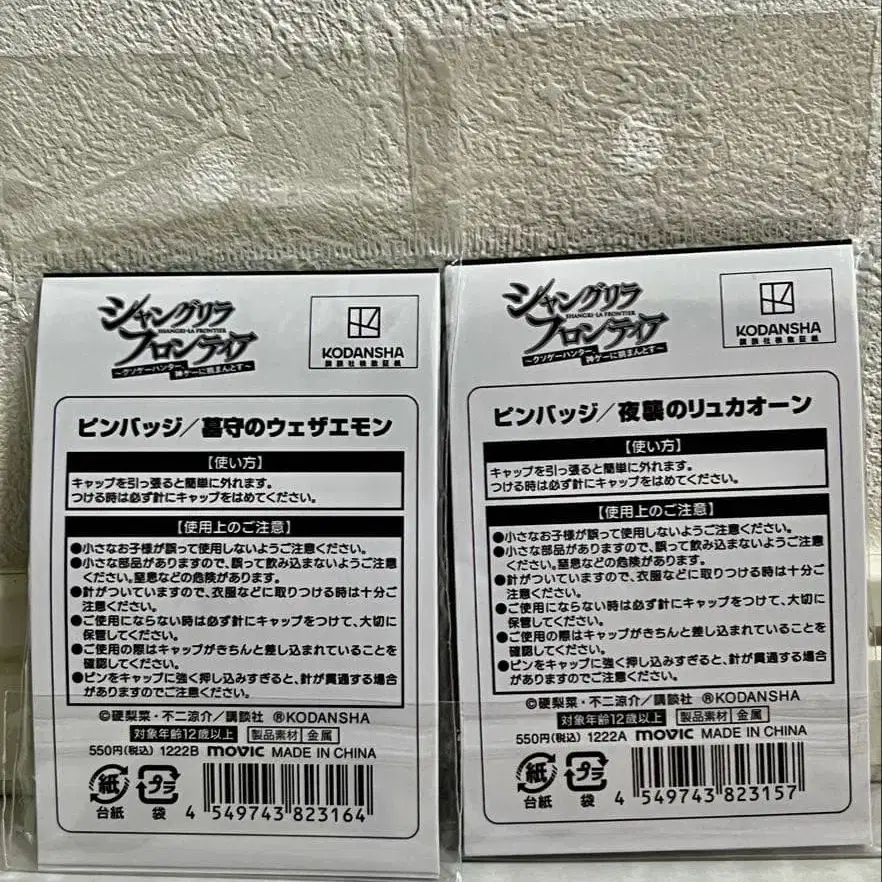 シャングリラ
SHANGRI-LA FRONTIER
フロンティア
～クソゲーハンター、
神ゲーに挑まんとす～
KODANSHA
講談社検数証紙
ピンバッジ／墓守のウェザエモン
【使い方】
キャップを引っ張ると簡単に外れます。
つける時は必ず針にキャップをはめてください。
【使用上のご注意】
●小さなお子様が誤って使用しないようご注意ください。
●小さな部品がありますので、誤って飲み込まないようご注意
ください。窒息などの危険があります。
●針がついていますので、衣服などに取りつける時は十分ご
注意ください。
●ご使用にならない時は必ず針にキャップをつけて、大切に
保管してください。
●ご使用の際はキャップがきちんと差し込まれていることを
確認してください。
●ピンをキャップに強く押し込みすぎると、針が貫通する場合
がありますのでご注意ください。
©硬梨菜・不二涼介／講談社 ®KODANSHA
対象年齢12歳以上 製品素材 金属
550円(税込) 1222B movic MADE IN CHINA
紙 プラ
台紙 袋
4 549743 823164
シャングリラ
SHANGRI-LA FRONTIER
フロンティア
～クソゲーハンター、
神ゲーに挑まんとす～
KODANSHA
講談社検数証紙
ピンバッジ／夜襲のリュカオーン
【使い方】
キャップを引っ張ると簡単に外れます。
つける時は必ず針にキャップをはめてください。
【使用上のご注意】
●小さなお子様が誤って使用しないようご注意ください。
●小さな部品がありますので、誤って飲み込まないようご注意
ください。窒息などの危険があります。
●針がついていますので、衣服などに取りつける時は十分ご
注意ください。
●ご使用にならない時は必ず針にキャップをつけて、大切に
保管してください。
●ご使用の際はキャップがきちんと差し込まれていることを
確認してください。
●ピンをキャップに強く押し込みすぎると、針が貫通する場合
がありますのでご注意ください。
©硬梨菜・不二涼介／講談社 ®KODANSHA
対象年齢12歳以上 製品素材 金属
550円(税込) 1222A movic MADE IN CHINA
紙 プラ
台紙 袋
4 549743 823157